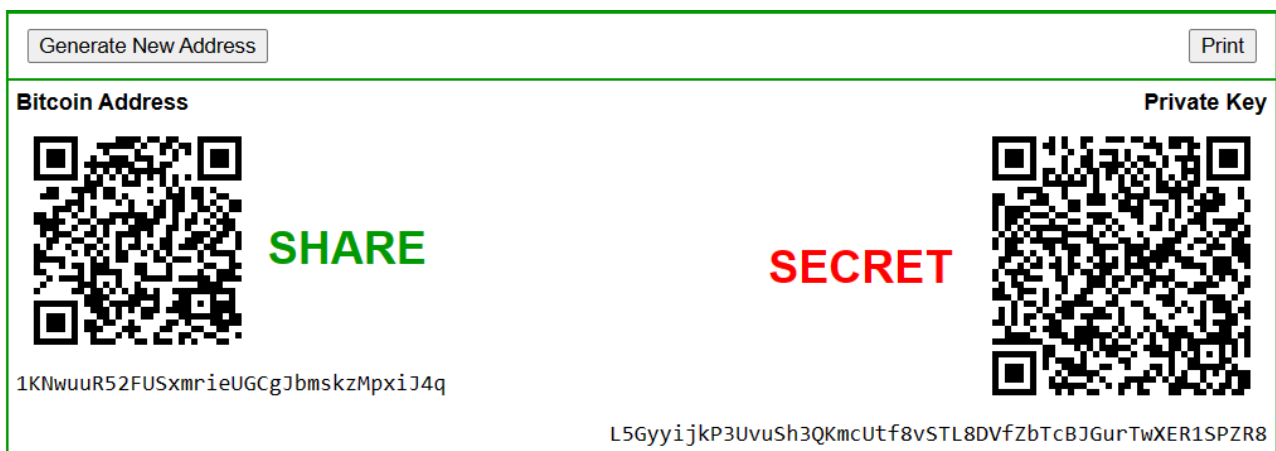 Generate New Address
Print
Bitcoin Address
Private Key
SHARE
SECRET
1KNwuuR52FUSxmrieUGCgJbmskzMpxiJ4q
L5GyyijkP3UvuSh3QKmcUtf8vSTL8DVfZbTcBJGurTwXER1SPZR8